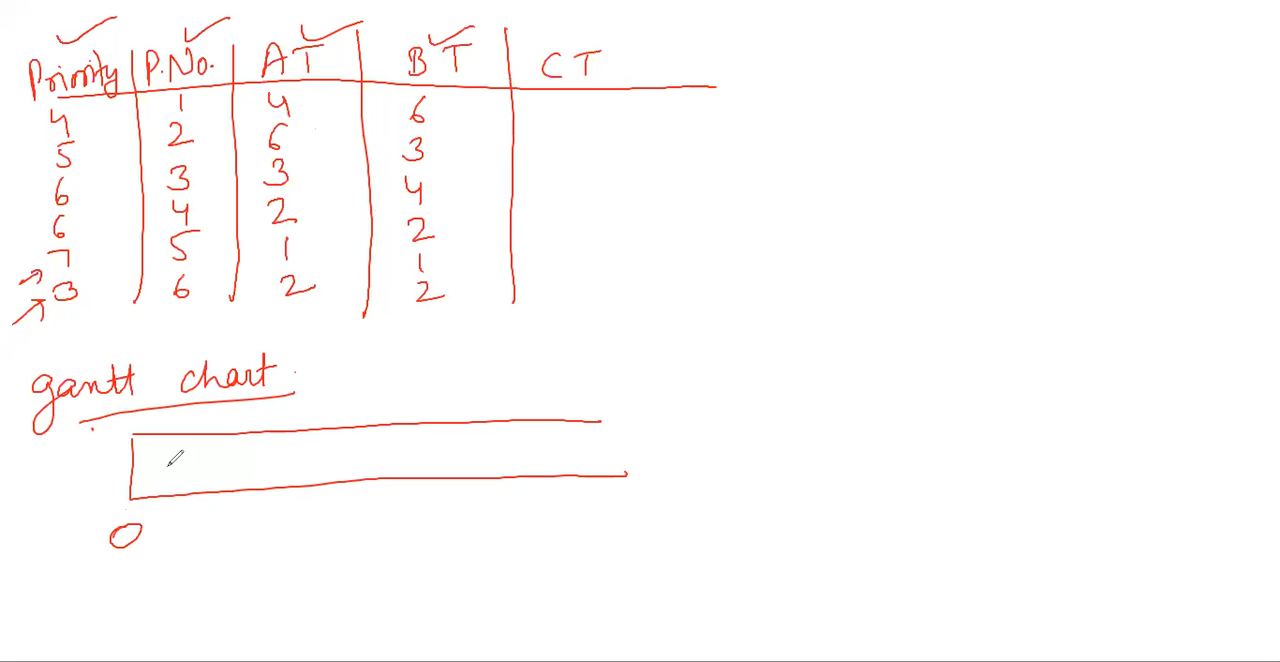 Priority P.No. AT BT CT
4 1 4 6
5 2 6 3
6 3 3 4
6 4 2 2
7 5 1 1
3 6 2 2
gantt chart.
0